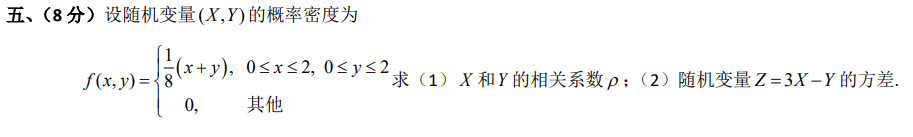 五、（8 分）设随机变量(X,Y)的概率密度为
f(x,y)={ 1/8(x+y), 0≤x≤2, 0≤y≤2
0, 其他
求（1） X 和Y 的相关系数ρ；（2）随机变量Z=3X−Y 的方差.